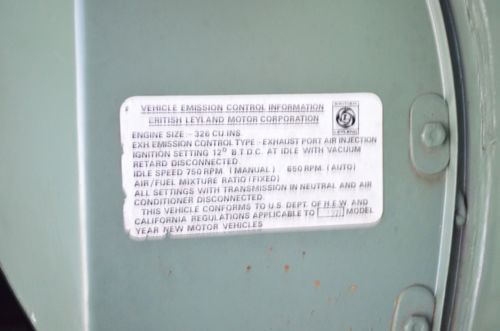 VEHICLE EMISSION CONTROL INFORMATION
BRITISH LEYLAND MOTOR CORPORATION
BRITISH
LEYLAND
ENGINE SIZE - 326 CU INS
EXH EMISSION CONTROL TYPE - EXHAUST PORT AIR INJECTION
IGNITION SETTING 12° B.T.D.C. AT IDLE WITH VACUUM
RETARD DISCONNECTED.
IDLE SPEED 750 RPM. (MANUAL) 650 RPM. (AUTO)
AIR/FUEL MIXTURE RATIO (FIXED)
ALL SETTINGS WITH TRANSMISSION IN NEUTRAL AND AIR
CONDITIONER DISCONNECTED.
THIS VEHICLE CONFORMS TO U.S. DEPT. OF H.E.W. AND
CALIFORNIA REGULATIONS APPLICABLE TO MODEL
YEAR NEW MOTOR VEHICLES